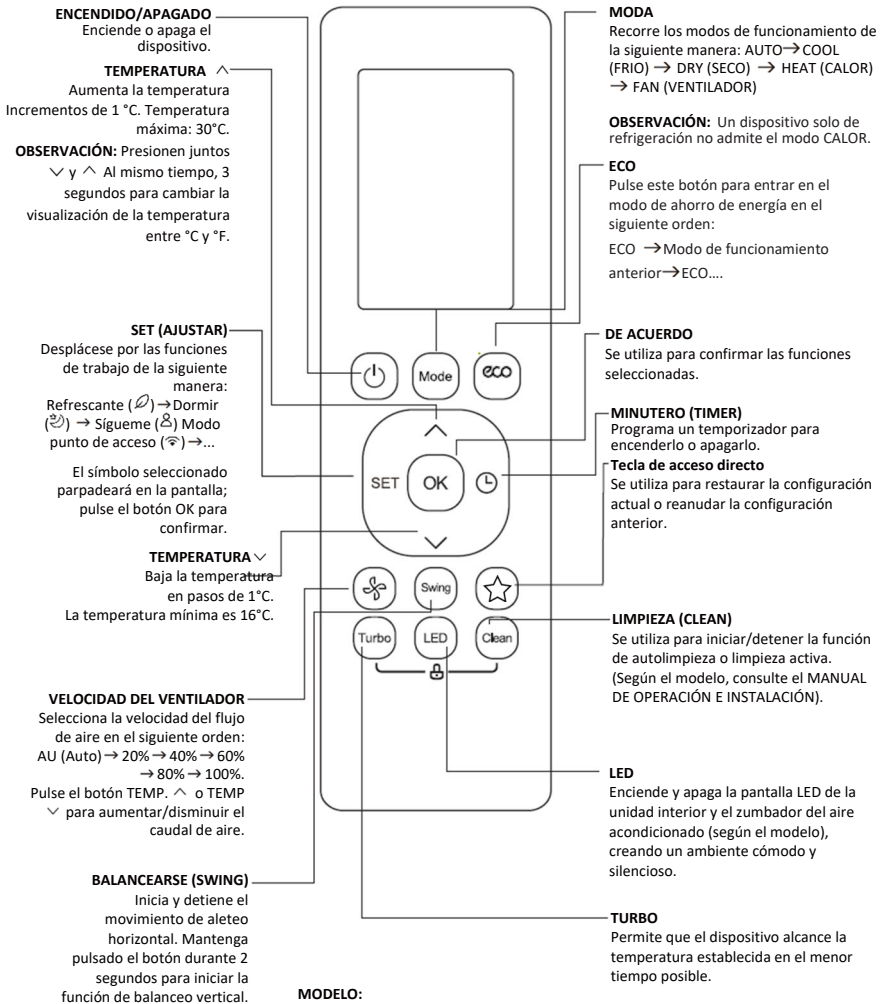 ENCENDIDO/APAGADO
Enciende o apaga el
dispositivo.
TEMPERATURA ∧
Aumenta la temperatura
Incrementos de 1 °C. Temperatura
máxima: 30°C.
OBSERVACIÓN: Presionen juntos
∨ y ∧ Al mismo tiempo, 3
segundos para cambiar la
visualización de la temperatura
entre °C y °F.
SET (AJUSTAR)
Desplácese por las funciones
de trabajo de la siguiente
manera:
Refrescante ( ) →Dormir
( ) → Sígueme ( ) Modo
punto de acceso ( ) →...
El símbolo seleccionado
parpadeará en la pantalla;
pulse el botón OK para
confirmar.
TEMPERATURA ∨
Baja la temperatura
en pasos de 1°C.
La temperatura mínima es 16°C.
VELOCIDAD DEL VENTILADOR
Selecciona la velocidad del flujo
de aire en el siguiente orden:
AU (Auto) → 20% → 40% → 60%
→ 80% → 100%.
Pulse el botón TEMP. ∧ o TEMP
∨ para aumentar/disminuir el
caudal de aire.
BALANCEARSE (SWING)
Inicia y detiene el
movimiento de aleteo
horizontal. Mantenga
pulsado el botón durante 2
segundos para iniciar la
función de balanceo vertical.
Mode
eco
SET
OK
Swing
Turbo
LED
Clean
MODA
Recorre los modos de funcionamiento de
la siguiente manera: AUTO→COOL
(FRIO) → DRY (SECO) → HEAT (CALOR)
→ FAN (VENTILADOR)
OBSERVACIÓN: Un dispositivo solo de
refrigeración no admite el modo CALOR.
ECO
Pulse este botón para entrar en el
modo de ahorro de energía en el
siguiente orden:
ECO →Modo de funcionamiento
anterior→ECO....
DE ACUERDO
Se utiliza para confirmar las funciones
seleccionadas.
MINUTERO (TIMER)
Programa un temporizador para
encenderlo o apagarlo.
Tecla de acceso directo
Se utiliza para restaurar la configuración
actual o reanudar la configuración
anterior.
LIMPIEZA (CLEAN)
Se utiliza para iniciar/detener la función
de autolimpieza o limpieza activa.
(Según el modelo, consulte el MANUAL
DE OPERACIÓN E INSTALACIÓN).
LED
Enciende y apaga la pantalla LED de la
unidad interior y el zumbador del aire
acondicionado (según el modelo),
creando un ambiente cómodo y
silencioso.
TURBO
Permite que el dispositivo alcance la
temperatura establecida en el menor
tiempo posible.
MODELO: